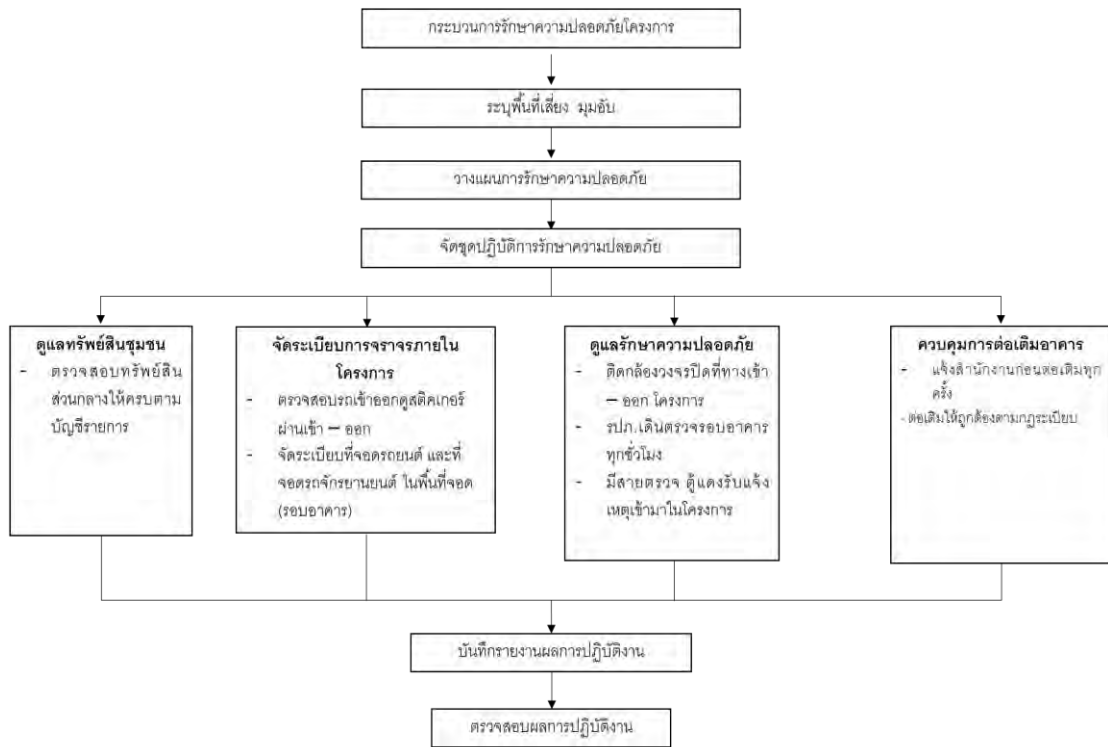 กระบวนการรักษาความปลอดภัยโครงการ
ระบุพื้นที่เสี่ยง มุมอับ
วางแผนการรักษาความปลอดภัย
จัดชุดปฏิบัติการรักษาความปลอดภัย
ดูแลทรัพย์สินชุมชน
- ตรวจสอบทรัพย์สิน
ส่วนกลางให้ครบตาม
บัญชีรายการ
จัดระเบียบการจราจรภายใน
โครงการ
- ตรวจสอบรถเข้าออกดูสติคเกอร์
ผ่านเข้า – ออก
- จัดระเบียบที่จอดรถยนต์ และที่
จอดรถจักรยานยนต์ ในพื้นที่จอด
(รอบอาคาร)
ดูแลรักษาความปลอดภัย
- ติดกล้องวงจรปิดที่ทางเข้า
– ออก โครงการ
- รปภ.เดินตรวจรอบอาคาร
ทุกชั่วโมง
- มีสายตรวจ ตู้แดงรับแจ้ง
เหตุเข้ามาในโครงการ
ควบคุมการต่อเติมอาคาร
- แจ้งสำนักงานก่อนต่อเติมทุก
ครั้ง
- ต่อเติมให้ถูกต้องตามกฎระเบียบ
บันทึกรายงานผลการปฏิบัติงาน
ตรวจสอบผลการปฏิบัติงาน